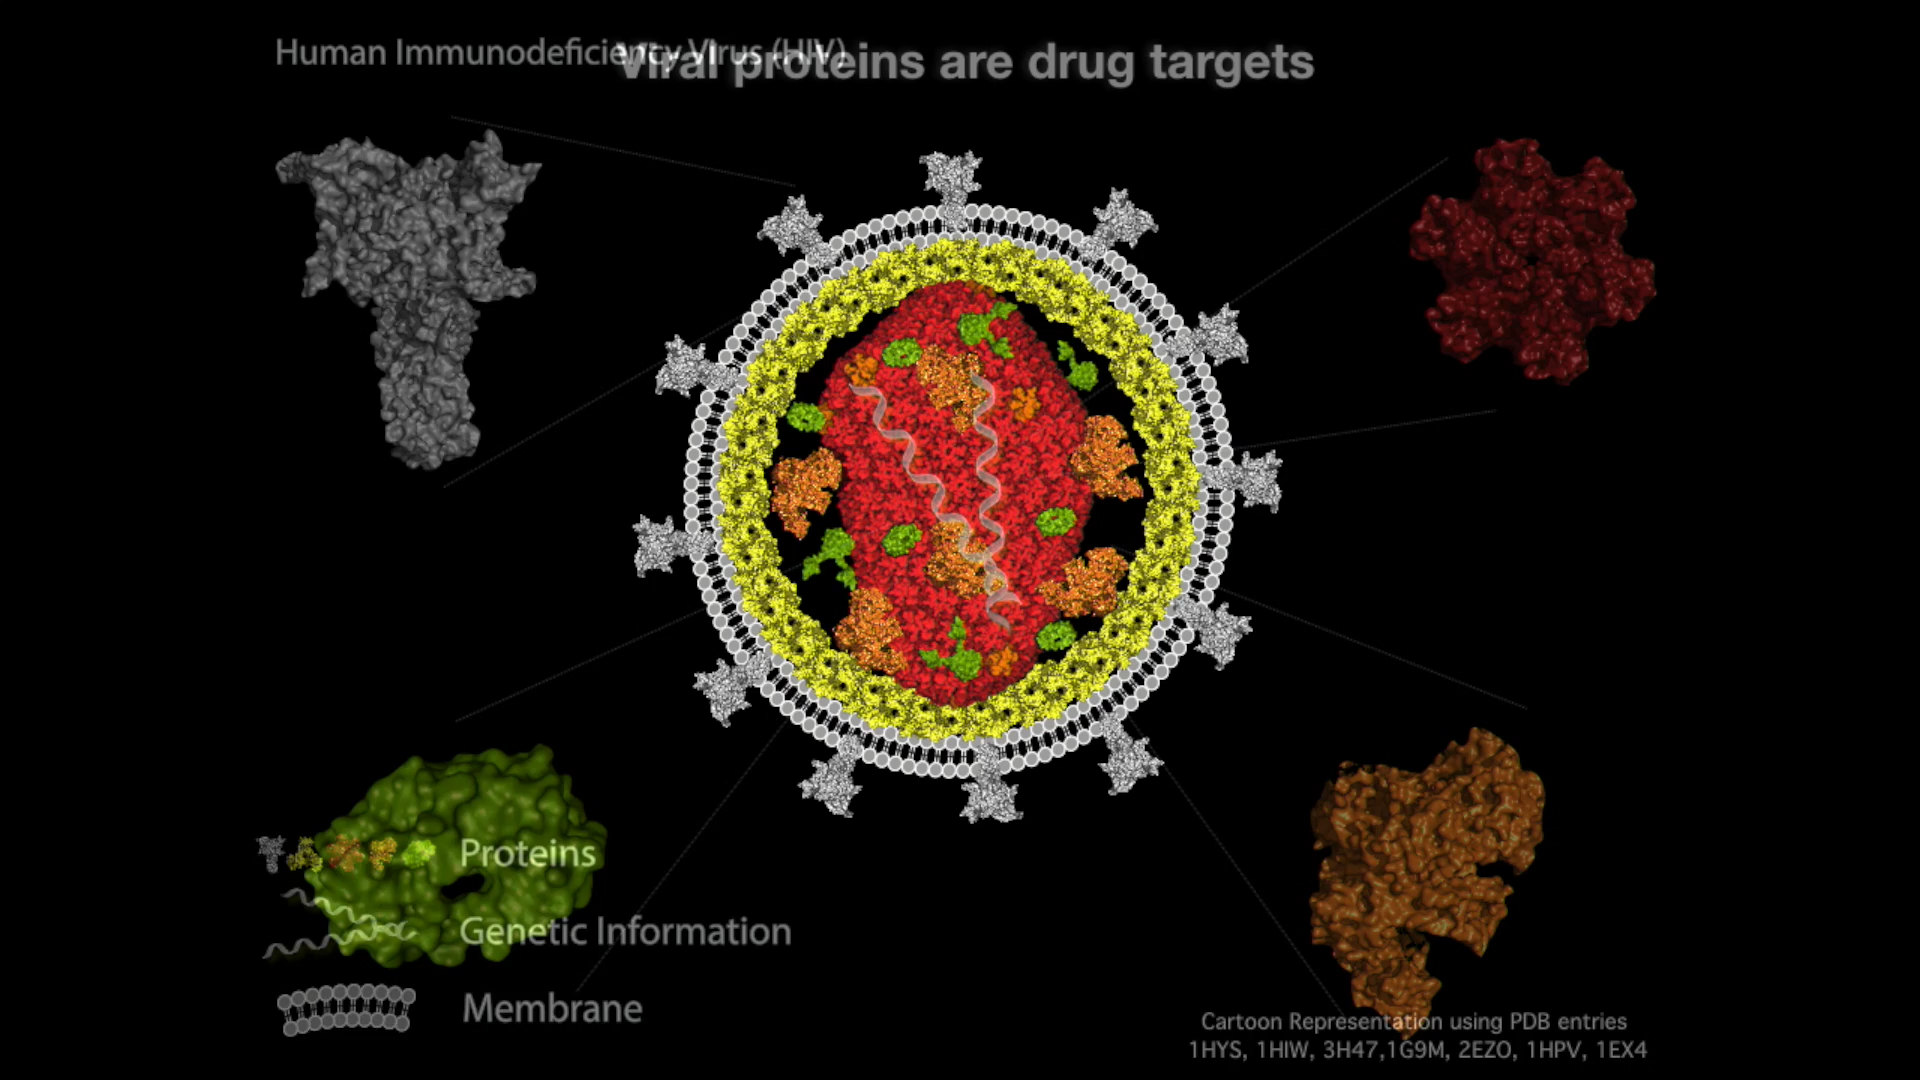 Human Immunodeficiency Virus (HIV)
Viral proteins are drug targets
Proteins
Genetic Information
Membrane
Cartoon Representation using PDB entries
1HYS, 1HIW, 3H47,1G9M, 2EZO, 1HPV, 1EX4